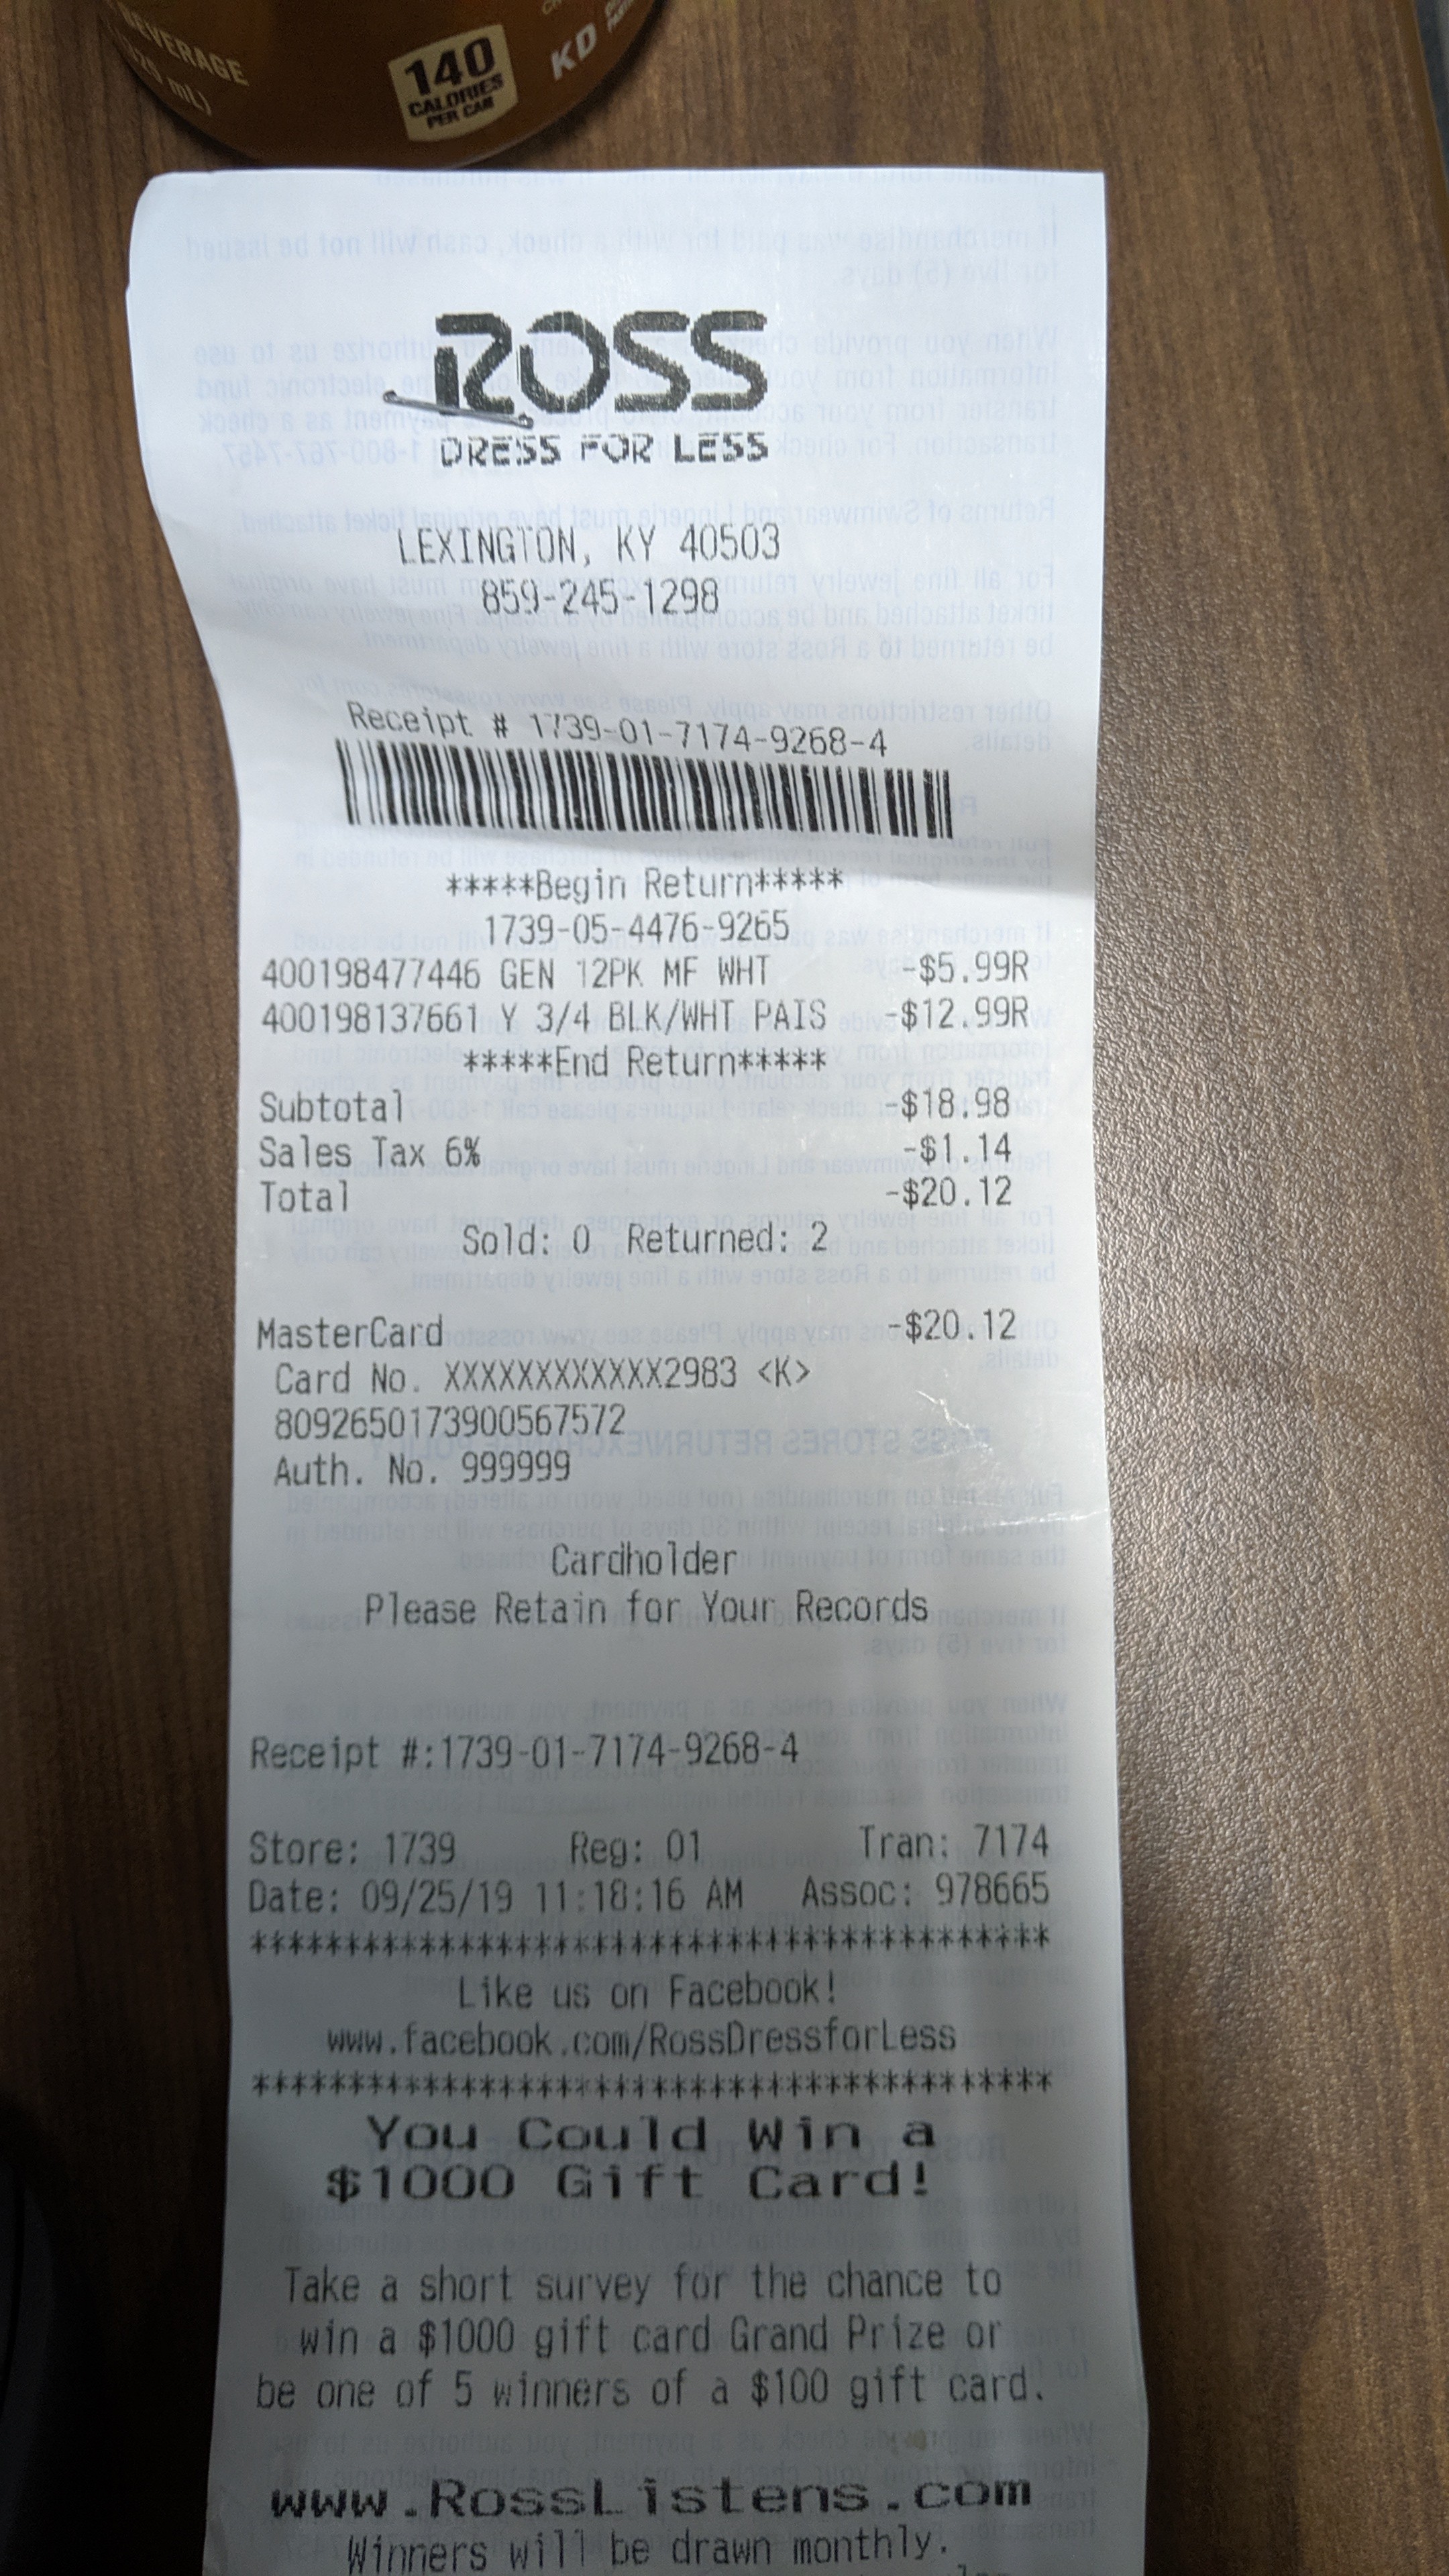 BEVERAGE
mL)
140
CALORIES
PER CAN
KD
ROSS
DRESS FOR LESS
LEXINGTON, KY 40503
859-245-1298
Receipt # 1739-01-7174-9268-4
*****Begin Return*****
1739-05-4476-9265
400198477446 GEN 12PK MF WHT -$5.99R
400198137661 Y 3/4 BLK/WHT PAIS -$12.99R
*****End Return*****
Subtotal -$18.98
Sales Tax 6% -$1.14
Total -$20.12
Sold: 0 Returned: 2
MasterCard -$20.12
Card No. XXXXXXXXXXXX2983 <K>
8092650173900567572
Auth. No. 999999
Cardholder
Please Retain for Your Records
Receipt #:1739-01-7174-9268-4
Store: 1739 Reg: 01 Tran: 7174
Date: 09/25/19 11:18:16 AM Assoc: 978665
******************************************
Like us on Facebook!
www.facebook.com/RossDressforLess
******************************************
You Could Win a
$1000 Gift Card!
Take a short survey for the chance to
win a $1000 gift card Grand Prize or
be one of 5 winners of a $100 gift card.
www.RossListens.com
Winners will be drawn monthly.